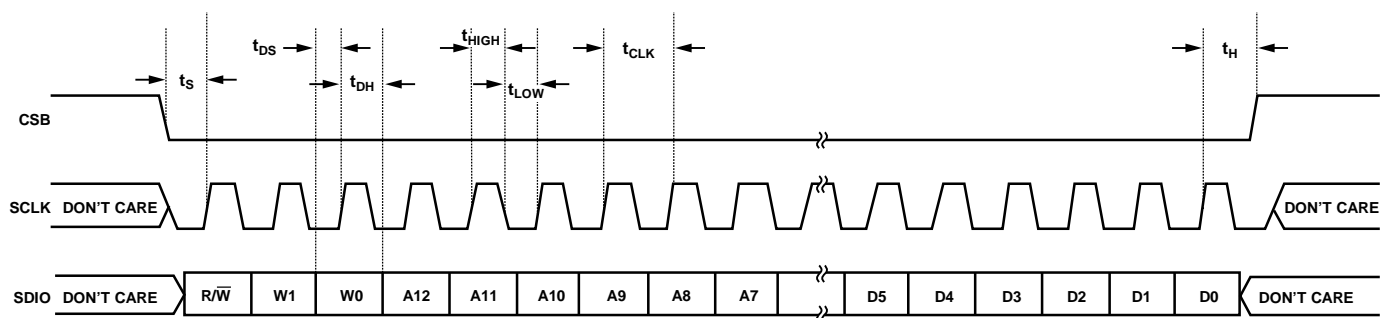 tDS
tHIGH
tCLK
tH
tS
tDH
tLOW
CSB
SCLK DON'T CARE DON'T CARE
SDIO DON'T CARE R/W̅ W1 W0 A12 A11 A10 A9 A8 A7 D5 D4 D3 D2 D1 D0 DON'T CARE